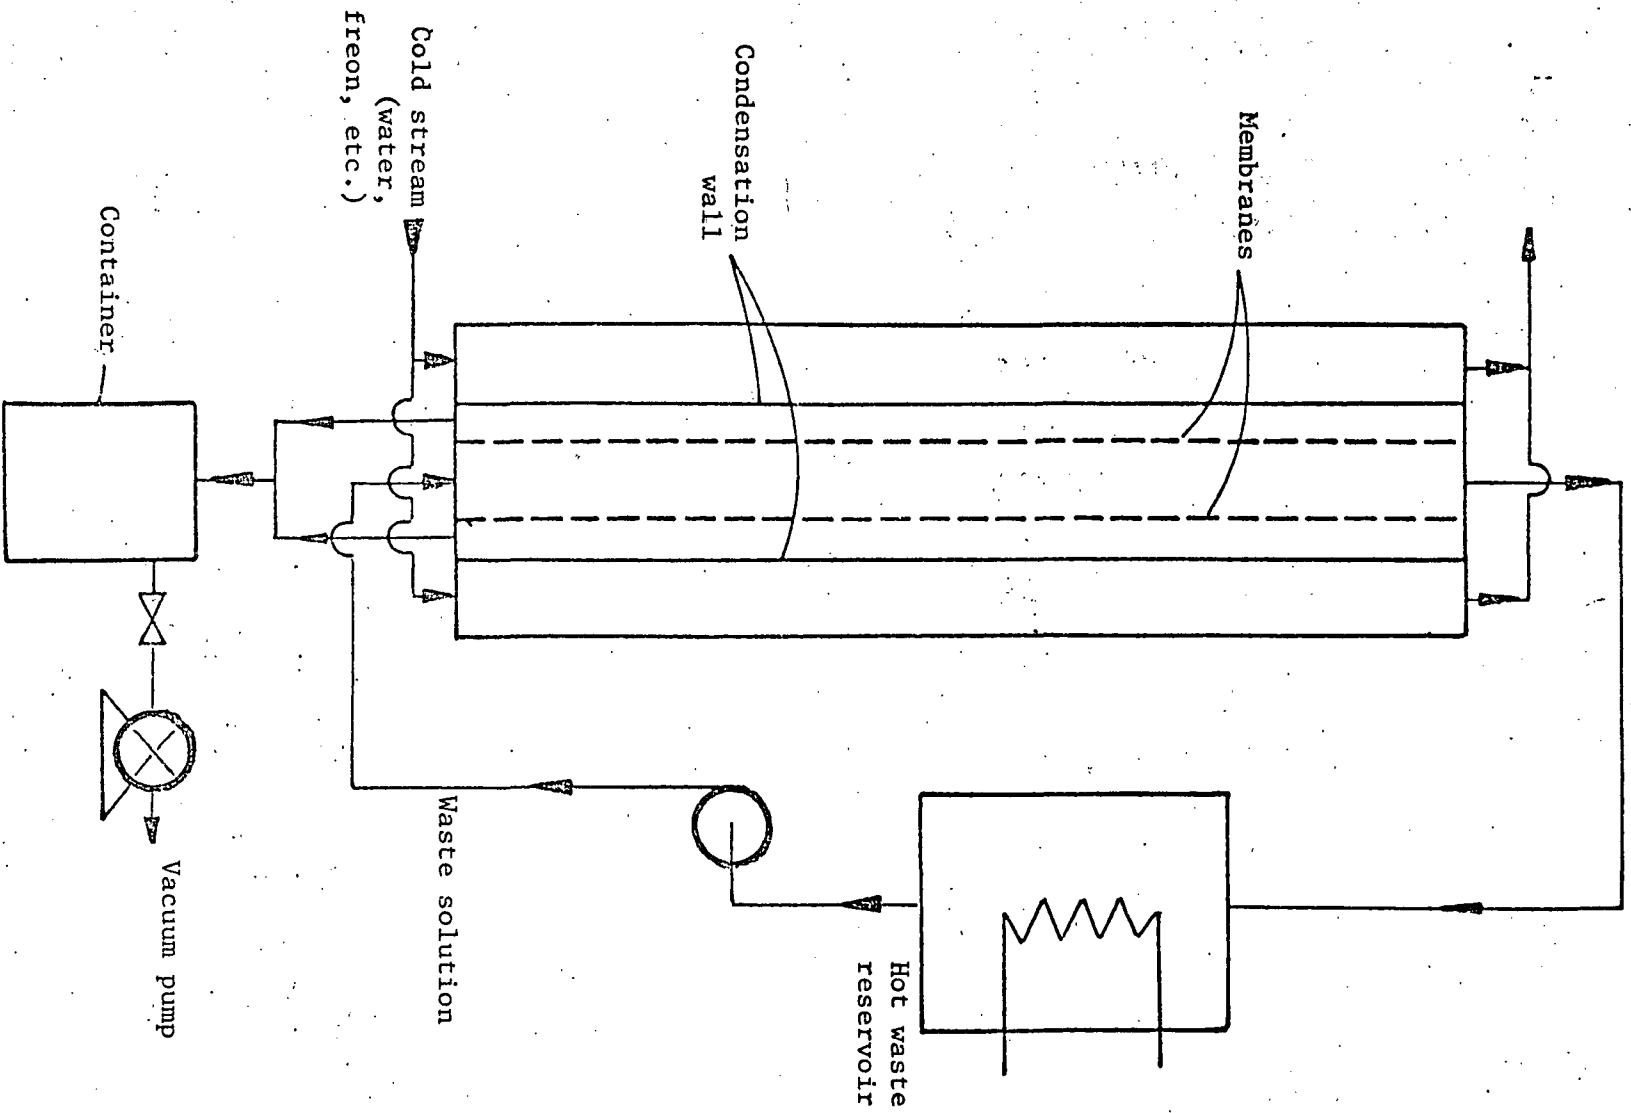 Membranes
Condensation
wall
Cold stream
(water,
freon, etc.)
Container
Hot waste
reservoir
Waste solution
Vacuum pump